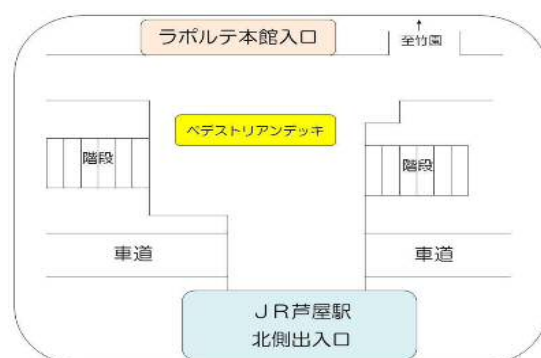 ラポルテ本館入口
↑
至竹園
ペデストリアンデッキ
階段
階段
車道
車道
ＪＲ芦屋駅
北側出入口